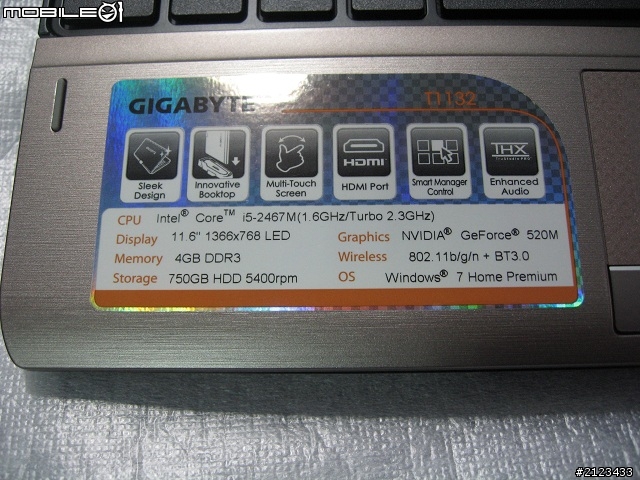 MOBILE01
GIGABYTE T1132
Sleek Design
Innovative Booktop
Multi-Touch Screen
HDMI
HDMI Port
Smart Manager Control
THX
TruStudio PRO
Enhanced Audio
CPU Intel® Core™ i5-2467M(1.6GHz/Turbo 2.3GHz)
Display 11.6" 1366x768 LED
Graphics NVIDIA® GeForce® 520M
Memory 4GB DDR3
Wireless 802.11b/g/n + BT3.0
Storage 750GB HDD 5400rpm
OS Windows® 7 Home Premium
#2123433